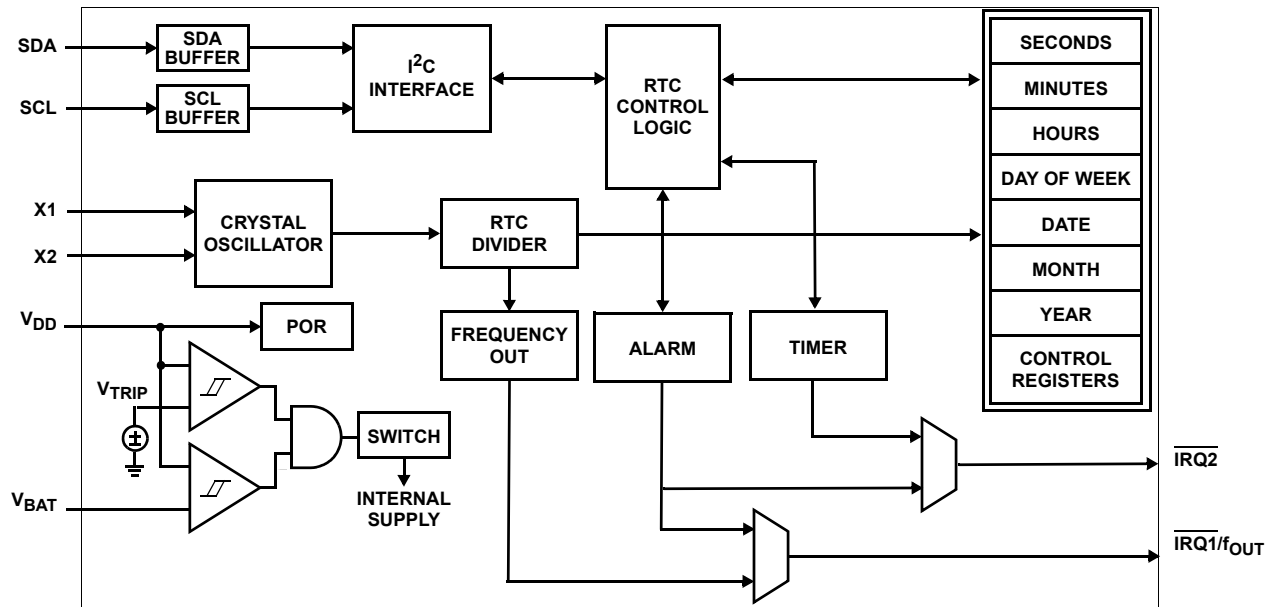 SDA
SDA
BUFFER
SCL
SCL
BUFFER
I²C
INTERFACE
RTC
CONTROL
LOGIC
SECONDS
MINUTES
HOURS
DAY OF WEEK
DATE
MONTH
YEAR
CONTROL
REGISTERS
X1
X2
CRYSTAL
OSCILLATOR
RTC
DIVIDER
VDD
POR
FREQUENCY
OUT
ALARM
TIMER
VTRIP
±
SWITCH
INTERNAL
SUPPLY
VBAT
IRQ2
IRQ1/fOUT